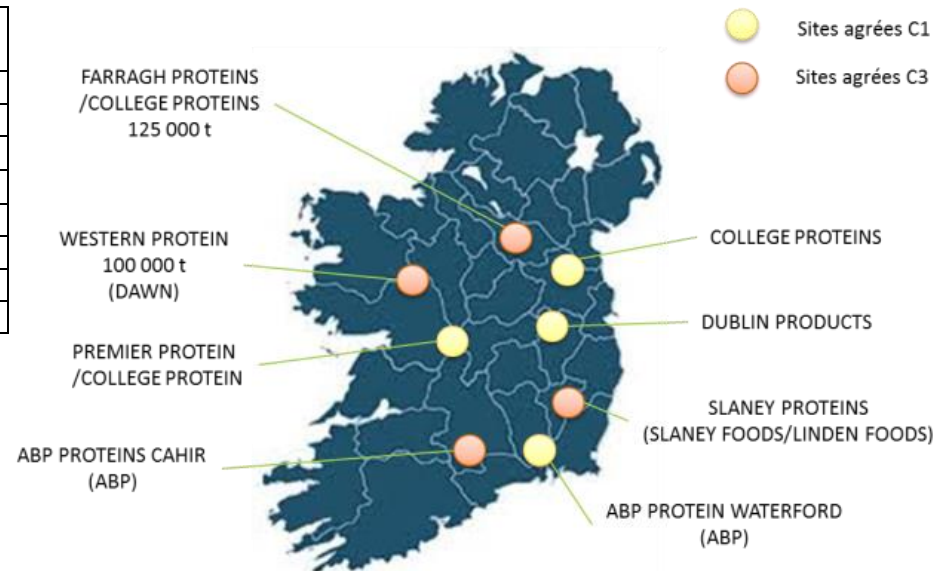 Sites agrées C1
Sites agrées C3
FARRAGH PROTEINS
/COLLEGE PROTEINS
125 000 t
WESTERN PROTEIN
100 000 t
(DAWN)
PREMIER PROTEIN
/COLLEGE PROTEIN
ABP PROTEINS CAHIR
(ABP)
COLLEGE PROTEINS
DUBLIN PRODUCTS
SLANEY PROTEINS
(SLANEY FOODS/LINDEN FOODS)
ABP PROTEIN WATERFORD
(ABP)